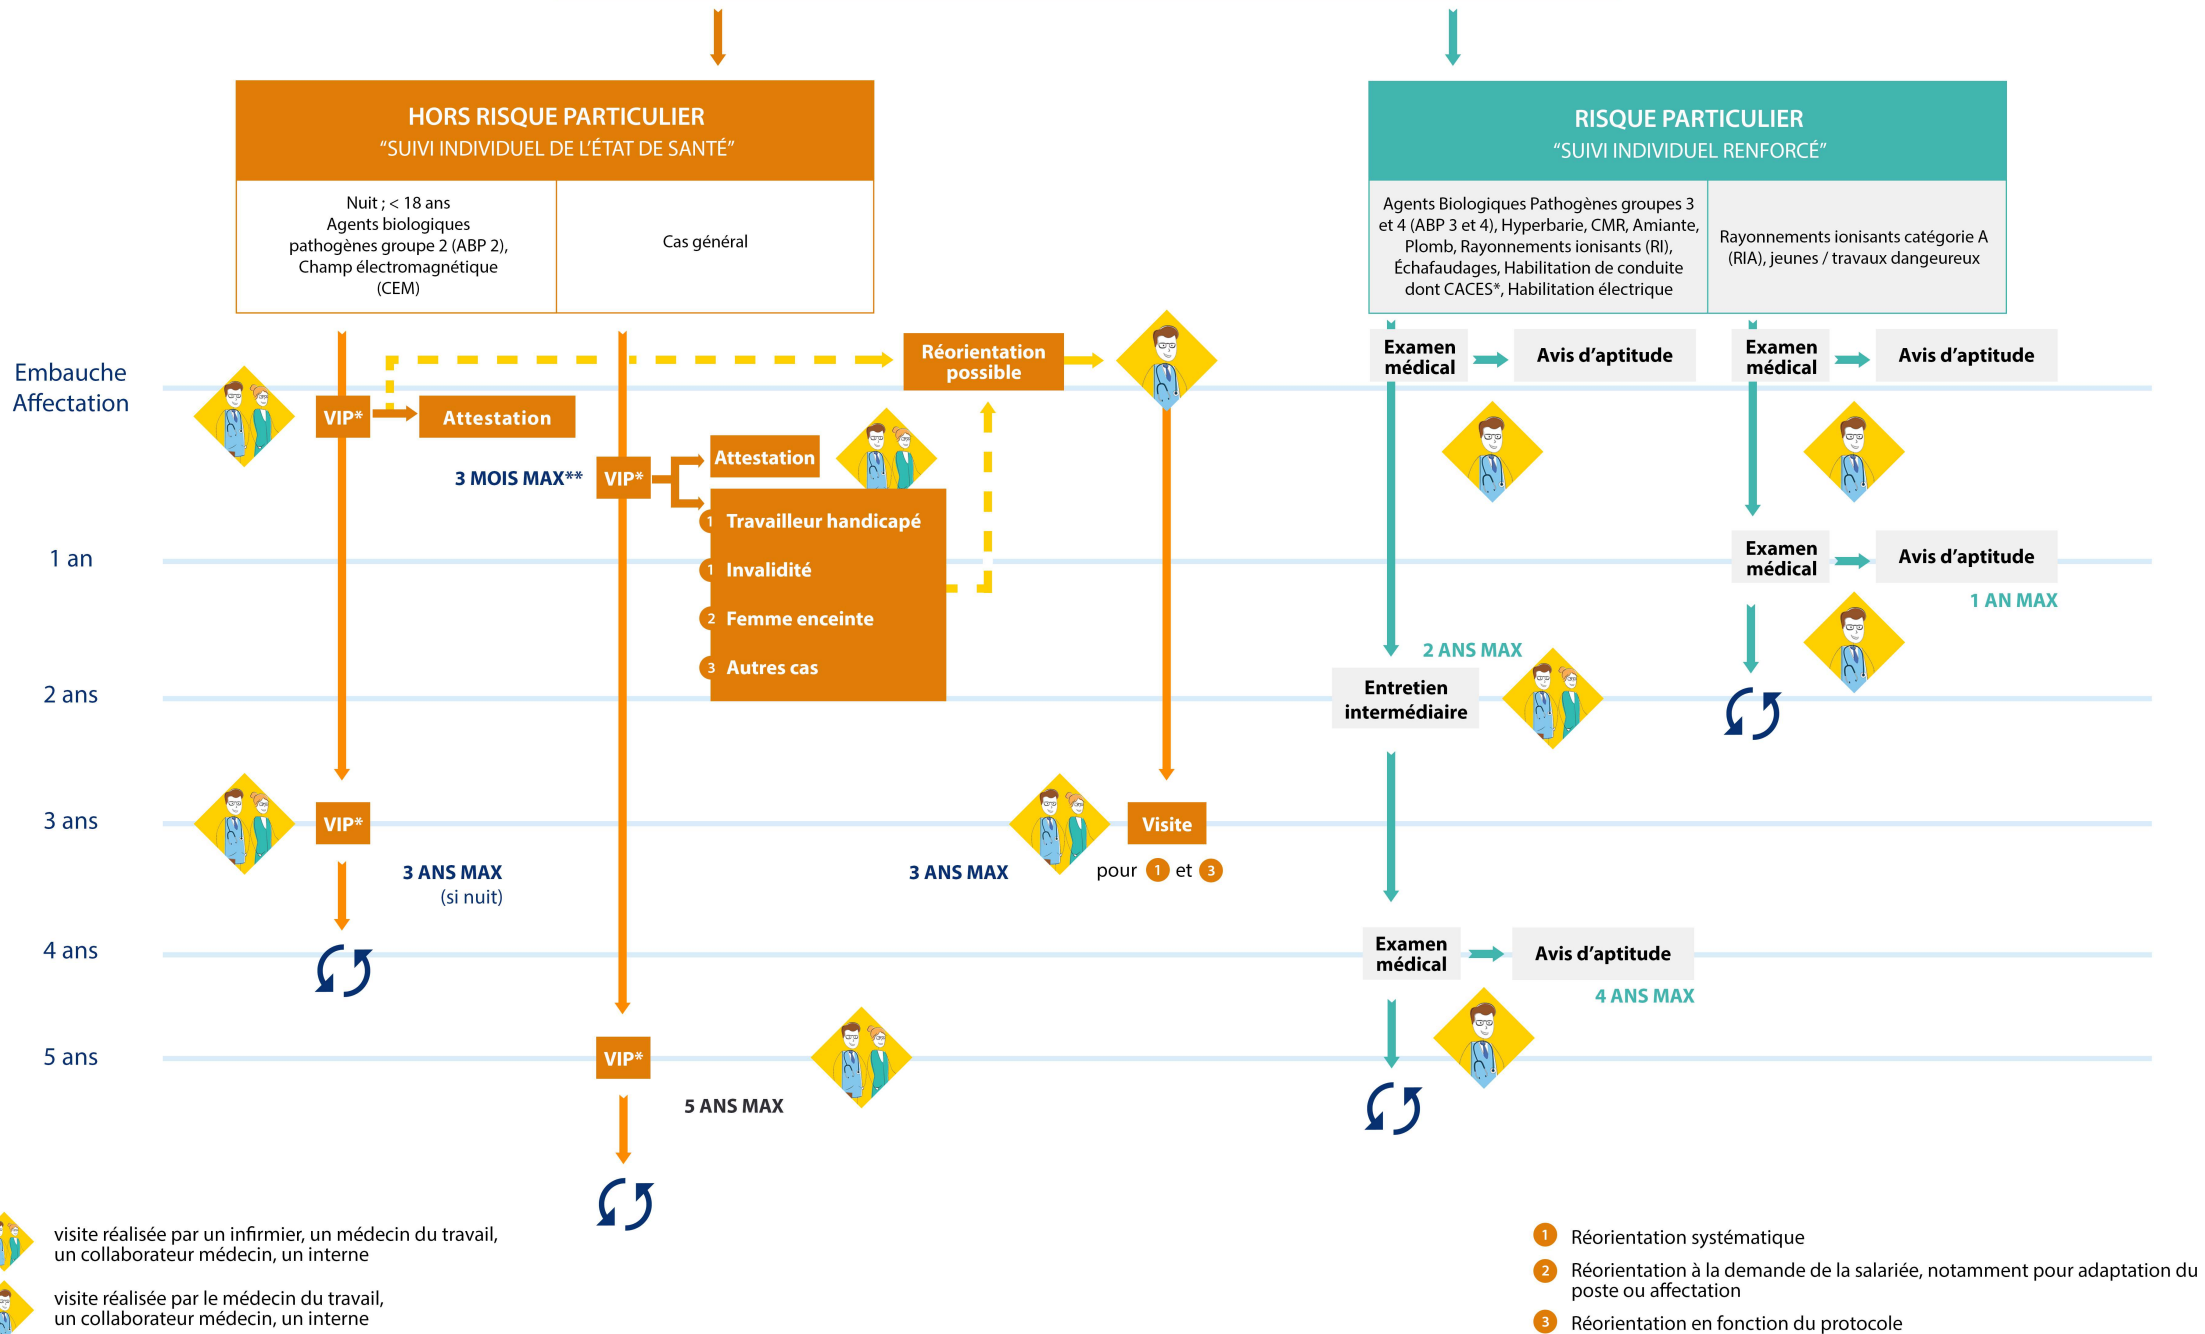 HORS RISQUE PARTICULIER
“SUIVI INDIVIDUEL DE L’ÉTAT DE SANTÉ”
Nuit ; < 18 ans
Agents biologiques
pathogènes groupe 2 (ABP 2),
Champ électromagnétique
(CEM)
Cas général
RISQUE PARTICULIER
“SUIVI INDIVIDUEL RENFORCÉ”
Agents Biologiques Pathogènes groupes 3
et 4 (ABP 3 et 4), Hyperbarie, CMR, Amiante,
Plomb, Rayonnements ionisants (RI),
Échafaudages, Habilitation de conduite
dont CACES*, Habilitation électrique
Rayonnements ionisants catégorie A
(RIA), jeunes / travaux dangeureux
Embauche
Affectation
VIP*
Attestation
Réorientation
possible
Examen
médical
Avis d’aptitude
Examen
médical
Avis d’aptitude
3 MOIS MAX**
VIP*
Attestation
1 Travailleur handicapé
1 Invalidité
2 Femme enceinte
3 Autres cas
1 an
Examen
médical
Avis d’aptitude
1 AN MAX
2 ans
2 ANS MAX
Entretien
intermédiaire
3 ans
VIP*
3 ANS MAX
(si nuit)
3 ANS MAX
Visite
pour 1 et 3
4 ans
Examen
médical
Avis d’aptitude
4 ANS MAX
5 ans
VIP*
5 ANS MAX
visite réalisée par un infirmier, un médecin du travail,
un collaborateur médecin, un interne
visite réalisée par le médecin du travail,
un collaborateur médecin, un interne
1 Réorientation systématique
2 Réorientation à la demande de la salariée, notamment pour adaptation du
poste ou affectation
3 Réorientation en fonction du protocole